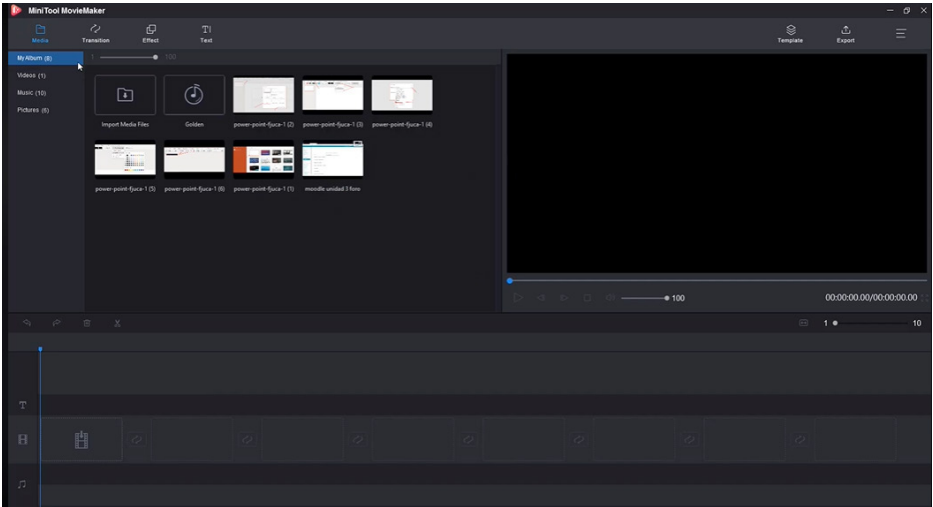 MiniTool MovieMaker
Media
Transition
Effect
Text
Template
Export
My Album (8)
1
100
Videos (1)
Music (10)
Pictures (6)
Import Media Files
Golden
power-point-fjuca-1 (2)
power-point-fjuca-1 (3)
power-point-fjuca-1 (4)
power-point-fjuca-1 (5)
power-point-fjuca-1 (6)
power-point-fjuca-1 (1)
moodle unidad 3 foro
100
00:00:00.00/00:00:00.00
1
10